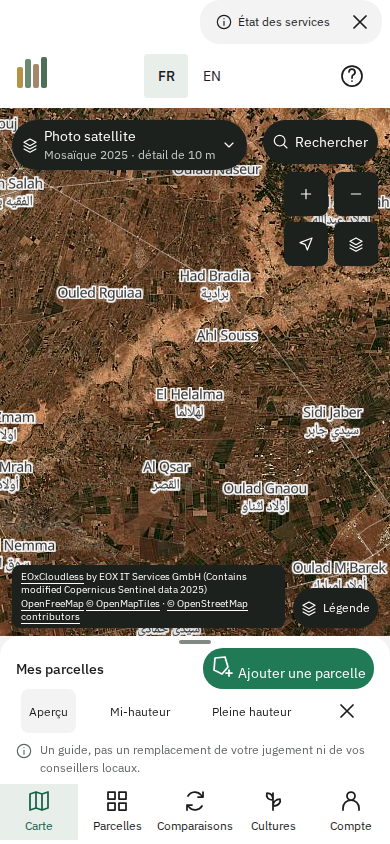 État des services
FR
EN
Photo satellite
Mosaïque 2025 · détail de 10 m
Rechercher
Oulad Naseur
Had Bradia
برادية
Ouled Rguiaa
Ahl Souss
El Helalma
لهلالما
Sidi Jaber
سيدي جابر
Al Qsar
القصر
Oulad Gnaou
أولاد ݣناو
Oulad M'Barek
EOxCloudless by EOX IT Services GmbH (Contains
modified Copernicus Sentinel data 2025)
OpenFreeMap © OpenMapTiles · © OpenStreetMap
contributors
Légende
Mes parcelles
Ajouter une parcelle
Aperçu
Mi-hauteur
Pleine hauteur
Un guide, pas un remplacement de votre jugement ni de vos
conseillers locaux.
Carte
Parcelles
Comparaisons
Cultures
Compte